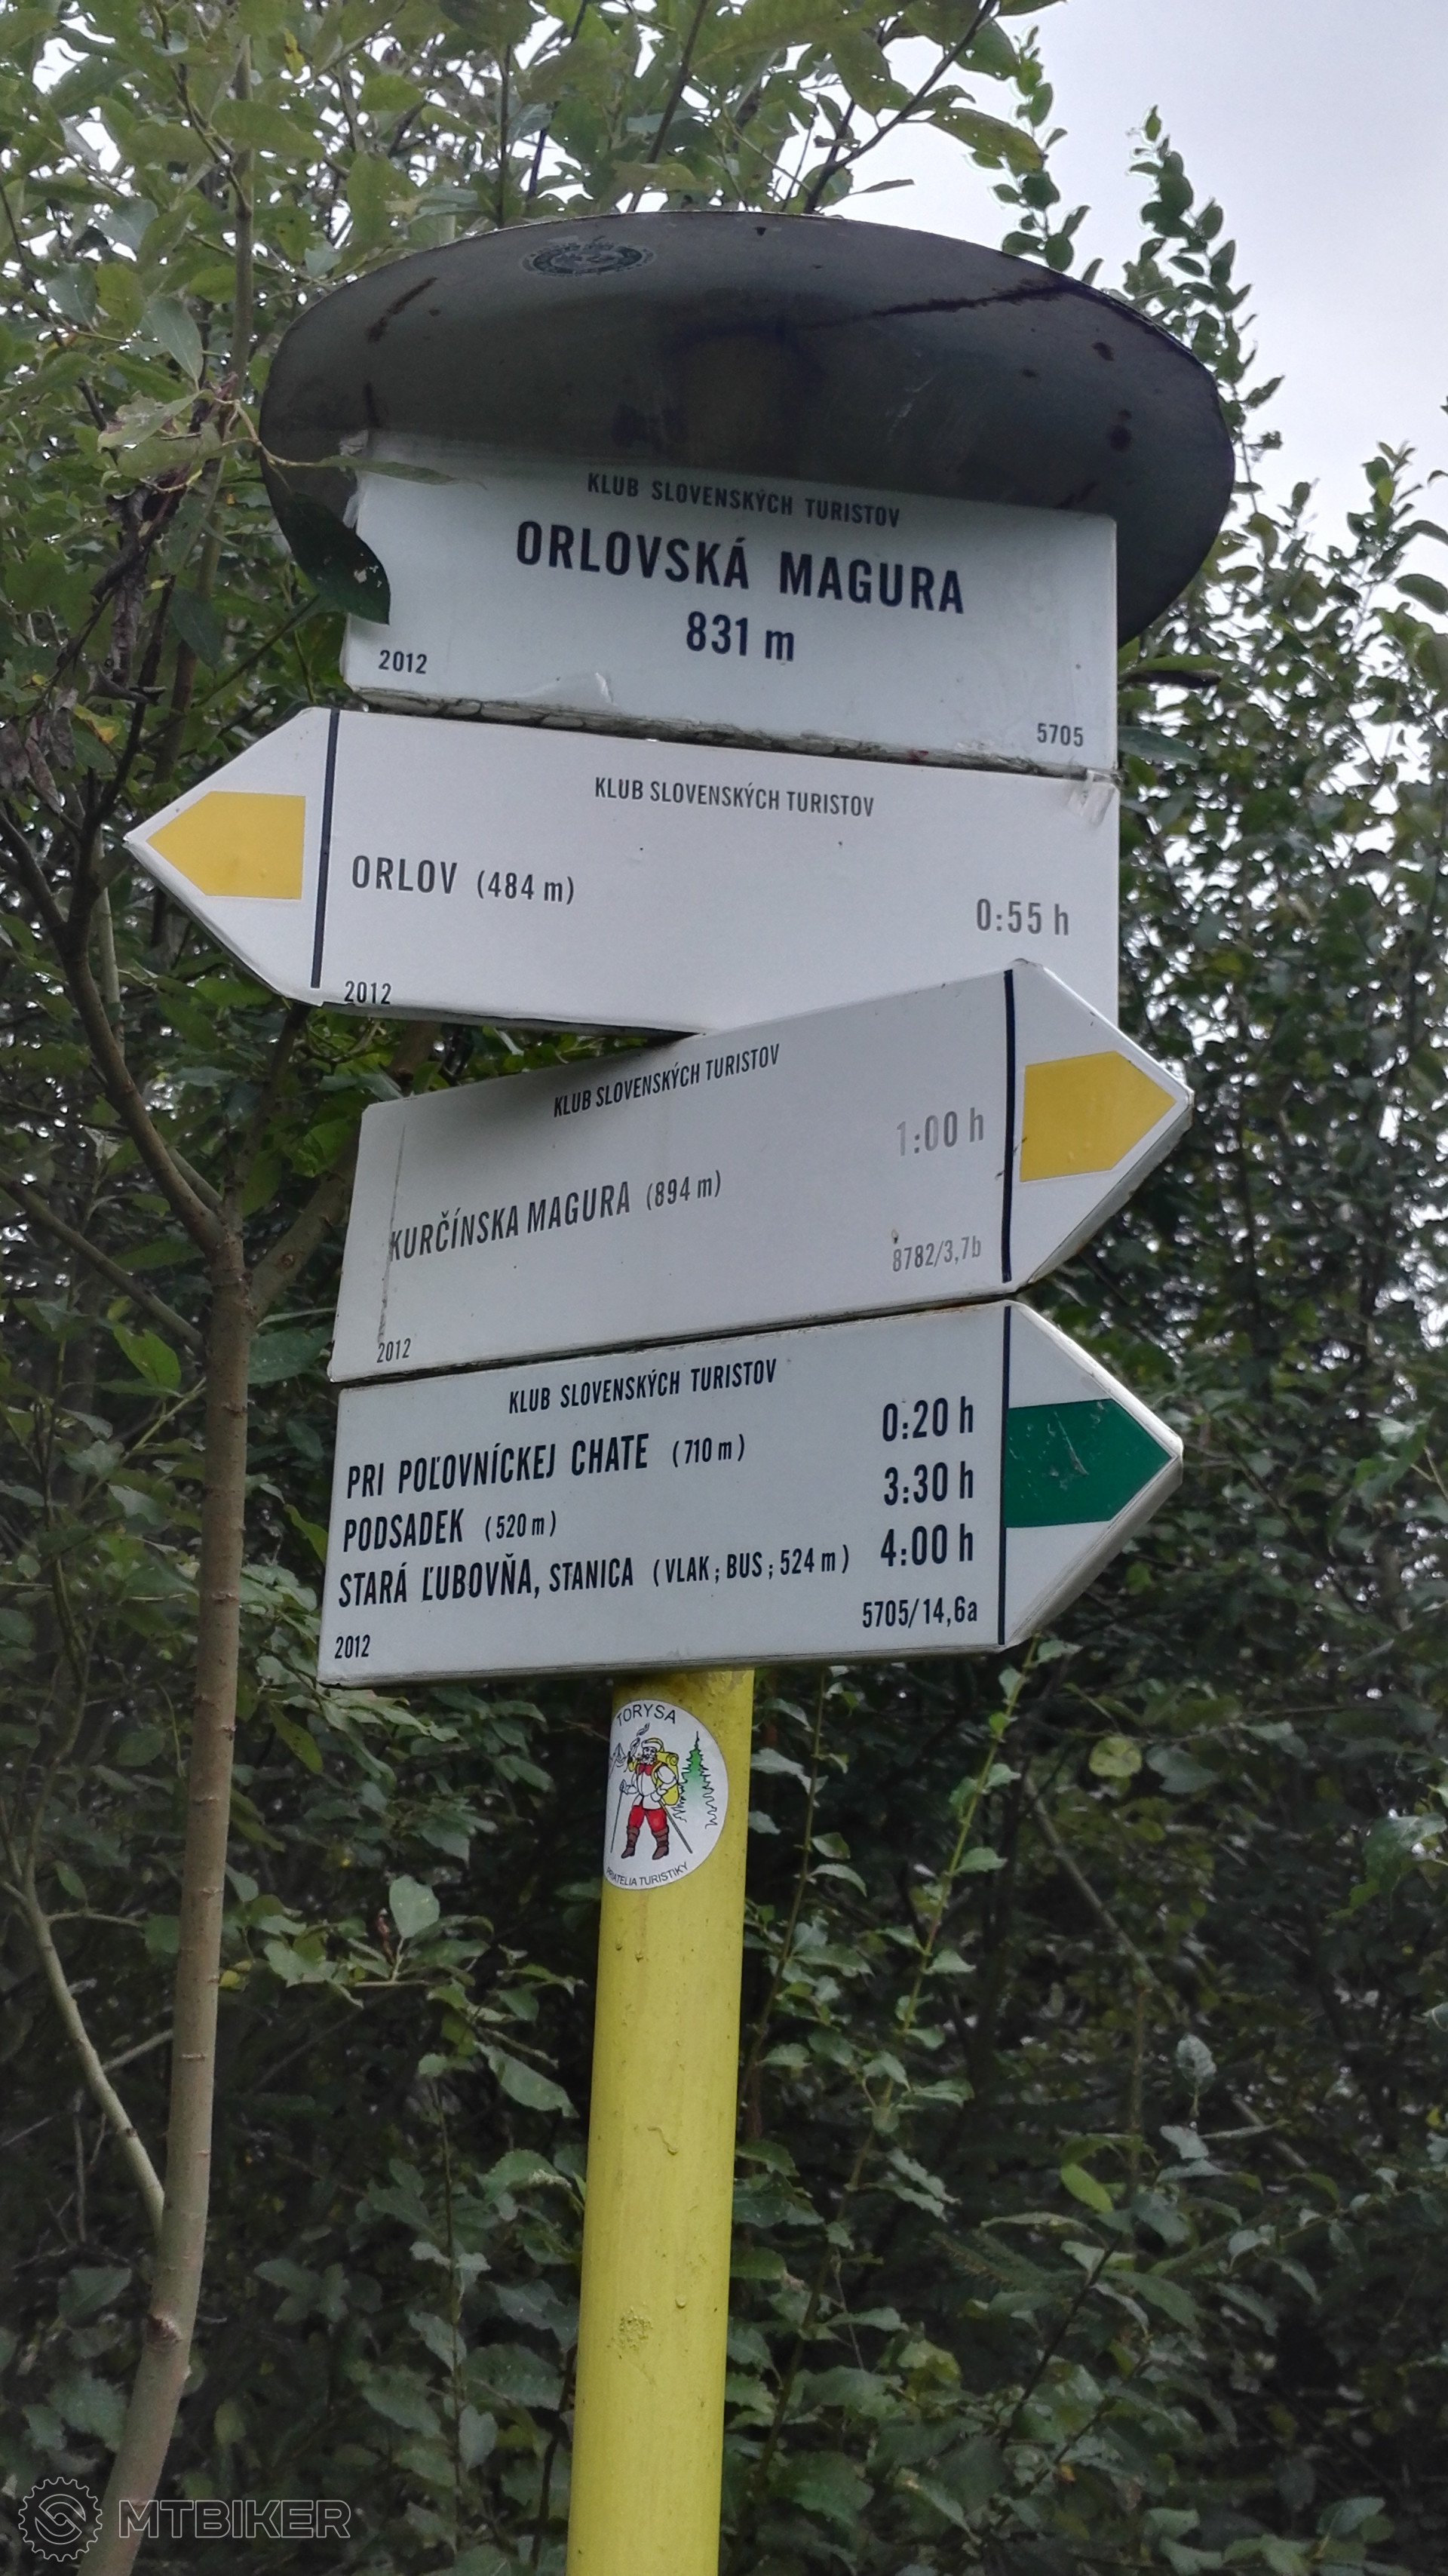 KLUB SLOVENSKÝCH TURISTOV
ORLOVSKÁ MAGURA
831 m
2012
5705
KLUB SLOVENSKÝCH TURISTOV
ORLOV (484 m)
0:55 h
2012
KLUB SLOVENSKÝCH TURISTOV
1:00 h
KURČÍNSKA MAGURA (894 m)
8782/3,7b
2012
KLUB SLOVENSKÝCH TURISTOV
PRI POĽOVNÍCKEJ CHATE (710 m) 0:20 h
PODSADEK (520 m) 3:30 h
STARÁ ĽUBOVŇA, STANICA (VLAK; BUS; 524 m) 4:00 h
5705/14,6a
2012
TORYSA
TURISTIKY
MTBIKER